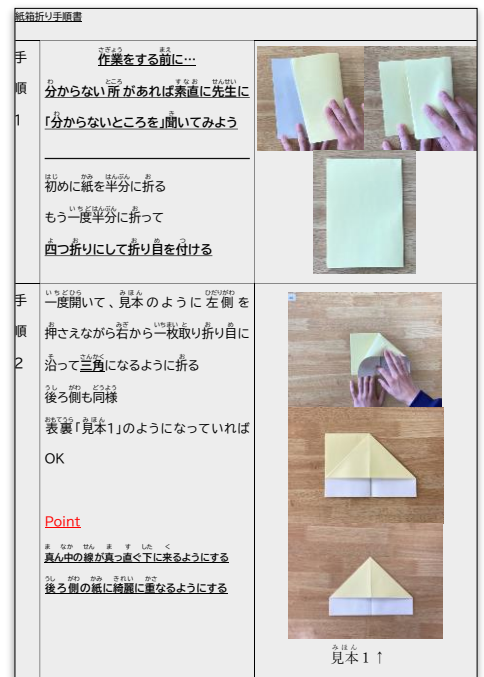 紙箱折り手順書
手順1
作業をする前に…
分からない所があれば素直に先生に
「分からないところを」聞いてみよう
初めに紙を半分に折る
もう一度半分に折って
四つ折りにして折り目を付ける
手順2
一度開いて、見本のように左側を
押さえながら右から一枚取り折り目に
沿って三角になるように折る
後ろ側も同様
表裏「見本1」のようになっていれば
OK
Point
真ん中の線が真っ直ぐ下に来るようにする
後ろ側の紙に綺麗に重なるようにする
見本1↑